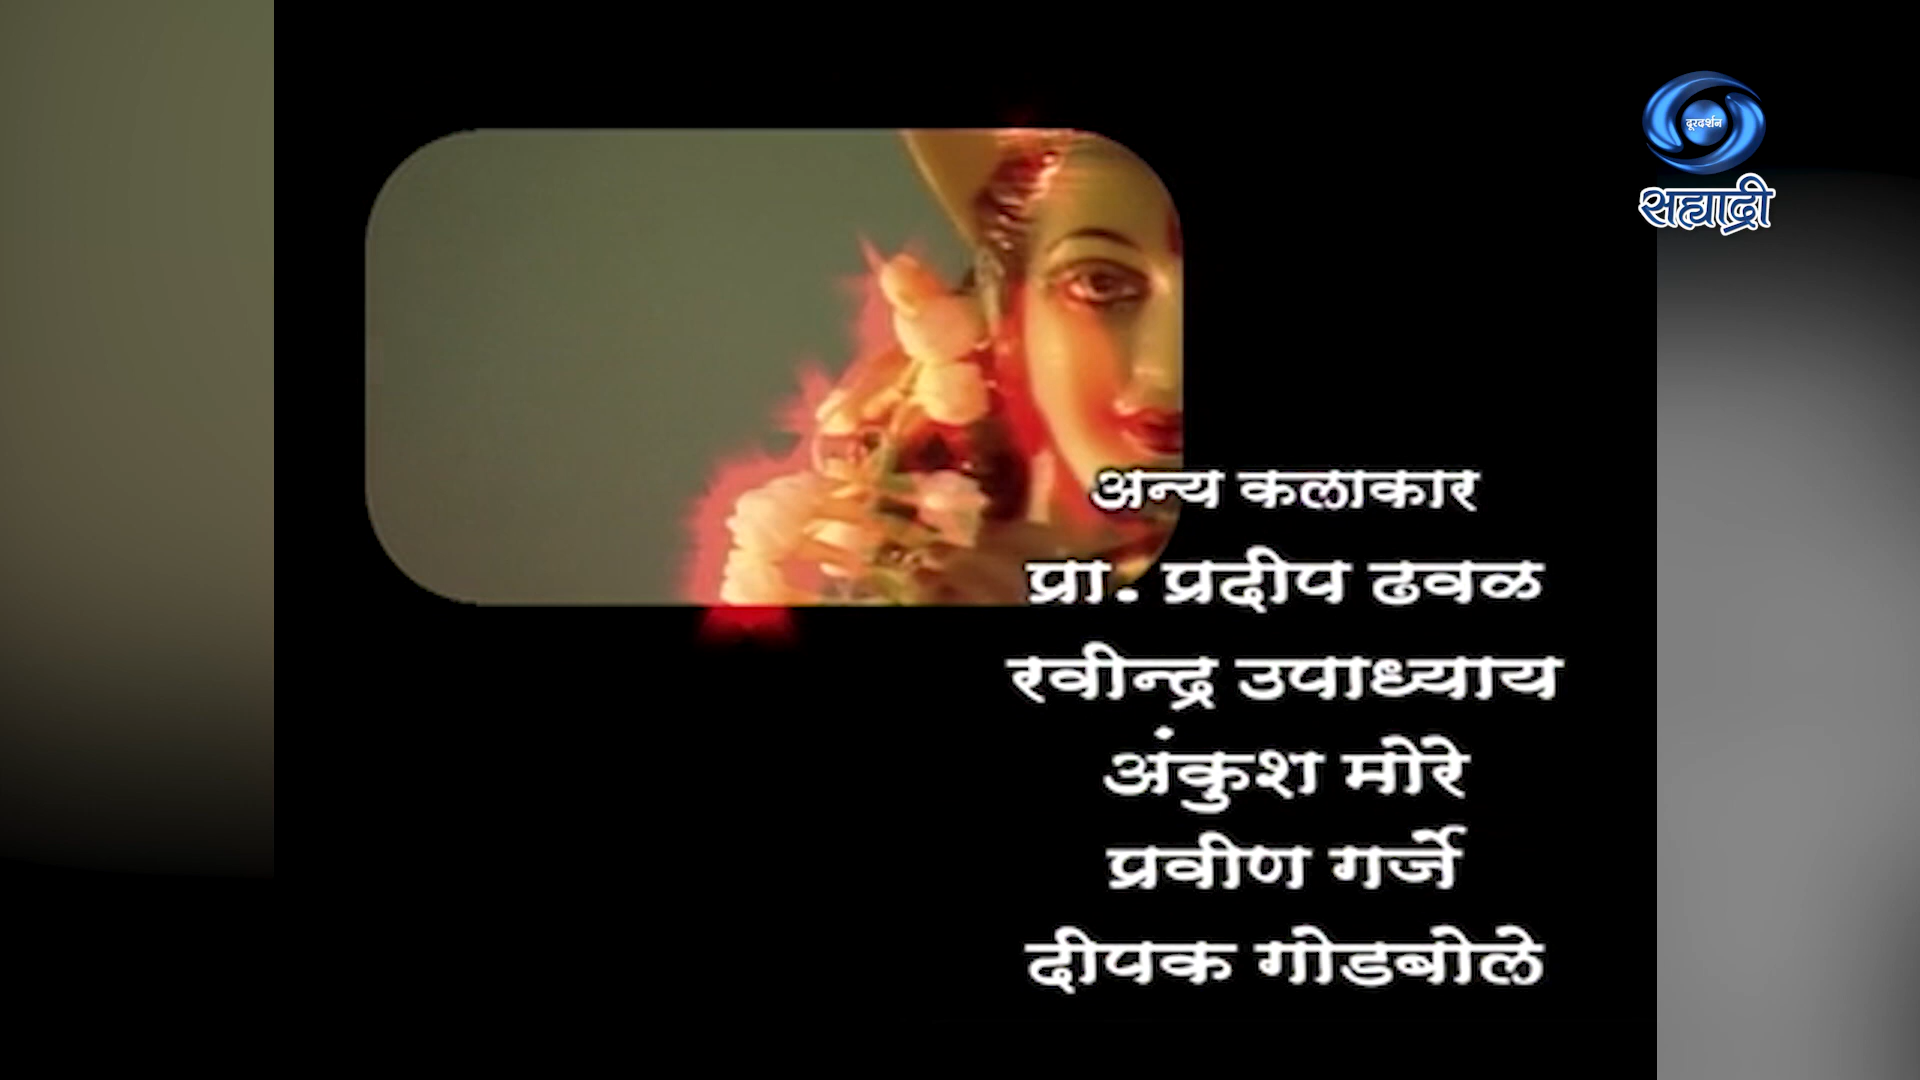 दूरदर्शन
सह्याद्री
अन्य कलाकार
प्रा. प्रदीप ढवळ
रवीन्द्र उपाध्याय
अंकुश मोरे
प्रवीण गर्जे
दीपक गोडबोले